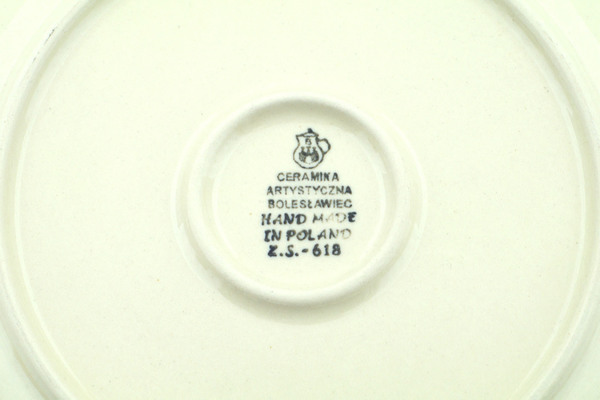 CERAMIKA
ARTYSTYCZNA
BOLESŁAWIEC
HAND MADE
IN POLAND
Z.S.-618